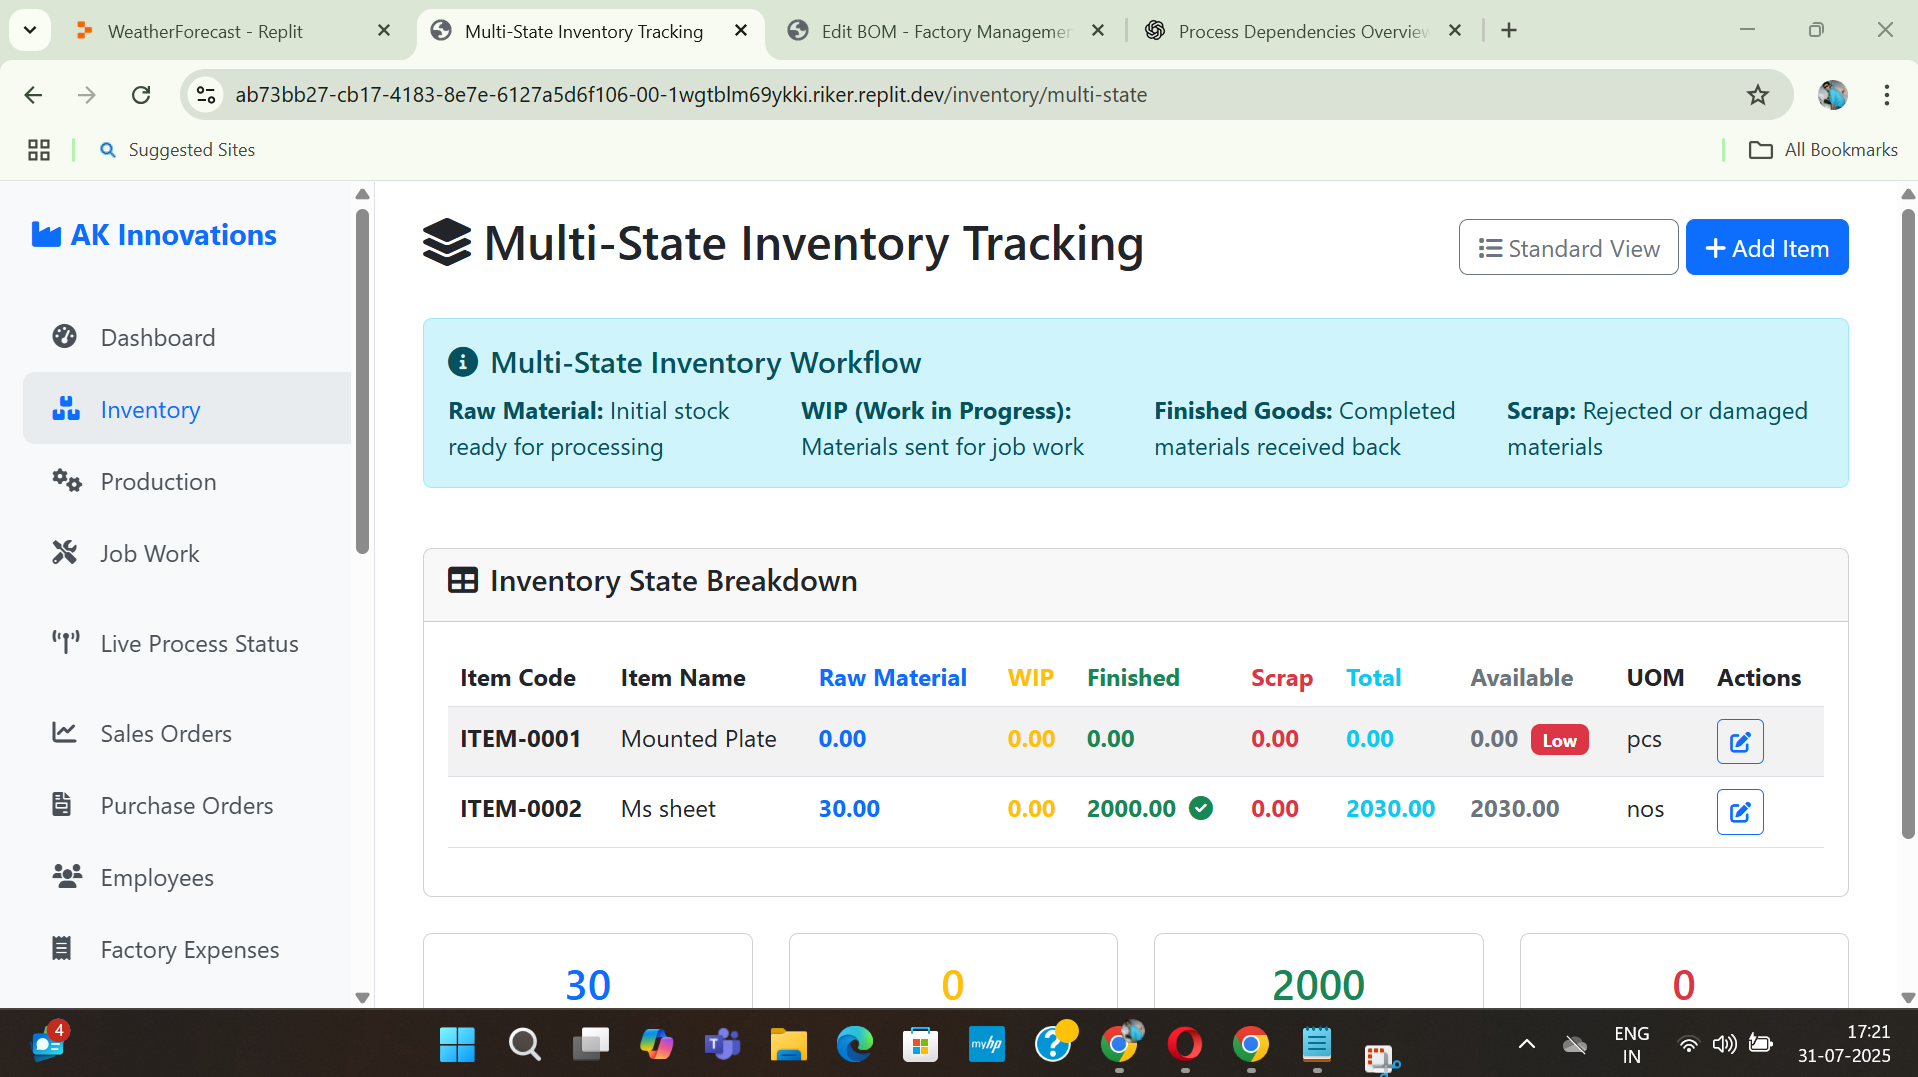 WeatherForecast - Replit
Multi-State Inventory Tracking
Edit BOM - Factory Managemen
Process Dependencies Overview
ab73bb27-cb17-4183-8e7e-6127a5d6f106-00-1wgtblm69ykki.riker.replit.dev/inventory/multi-state
Suggested Sites
All Bookmarks
AK Innovations
Dashboard
Inventory
Production
Job Work
Live Process Status
Sales Orders
Purchase Orders
Employees
Factory Expenses
Multi-State Inventory Tracking
Standard View
Add Item
Multi-State Inventory Workflow
Raw Material: Initial stock
ready for processing
WIP (Work in Progress):
Materials sent for job work
Finished Goods: Completed
materials received back
Scrap: Rejected or damaged
materials
Inventory State Breakdown
Item Code Item Name Raw Material WIP Finished Scrap Total Available UOM Actions
ITEM-0001 Mounted Plate 0.00 0.00 0.00 0.00 0.00 0.00 Low pcs
ITEM-0002 Ms sheet 30.00 0.00 2000.00 0.00 2030.00 2030.00 nos
30 0 2000 0
4
myhp
ENG
IN
17:21
31-07-2025